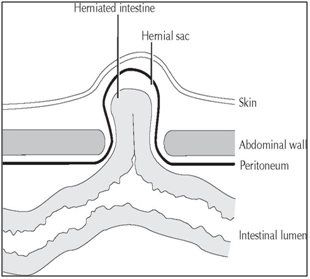 Herniated intestine
Hernial sac
Skin
Abdominal wall
Peritoneum
Intestinal lumen